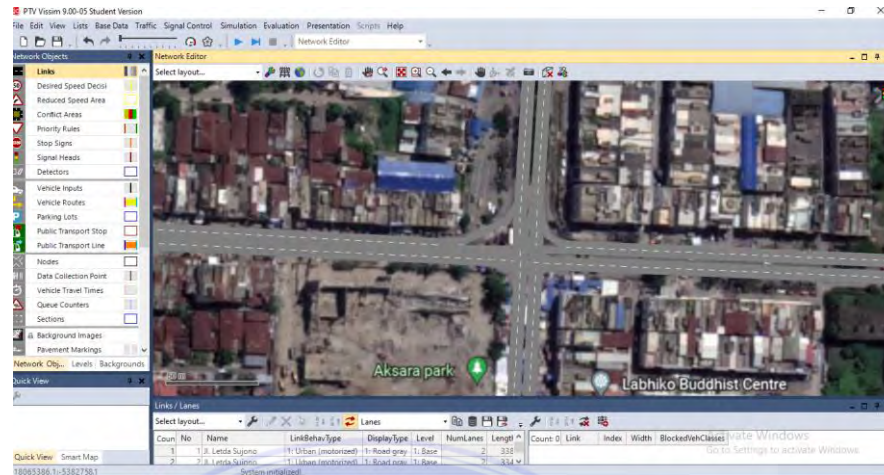 PTV Vissim 9.00-05 Student Version
File Edit View Lists Base Data Traffic Signal Control Simulation Evaluation Presentation Scripts Help
Network Editor
Network Objects
Network Editor
Links
Select layout...
Desired Speed Decisi
Reduced Speed Area
Conflict Areas
Priority Rules
Stop Signs
Signal Heads
Detectors
Vehicle Inputs
Vehicle Routes
Parking Lots
Public Transport Stop
Public Transport Line
Nodes
Data Collection Point
Vehicle Travel Times
Queue Counters
Sections
Background Images
Pavement Markings
Network Obj... Levels Backgrounds
Aksara park
Labhiko Buddhist Centre
Quick View
Links / Lanes
Select layout...
Lanes
Coun No Name LinkBehavType DisplayType Level NumLanes Lengtl Count: 0 Link Index Width BlockedVehClasses
1 1 Jl. Letda Sujono 1: Urban (motorized) 1: Road gray 1: Base 2 338
2 2 Jl. Letda Sujono 1: Urban (motorized) 1: Road gray 1: Base 2 334
Activate Windows
Go to Settings to activate Windows.
Quick View Smart Map
18065386.1:-5382758.1
System initialized!